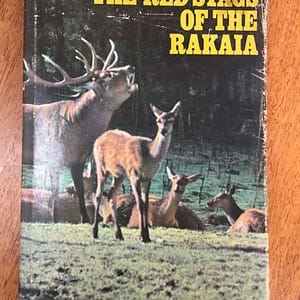 THE RED STAGS
OF THE
RAKAIA